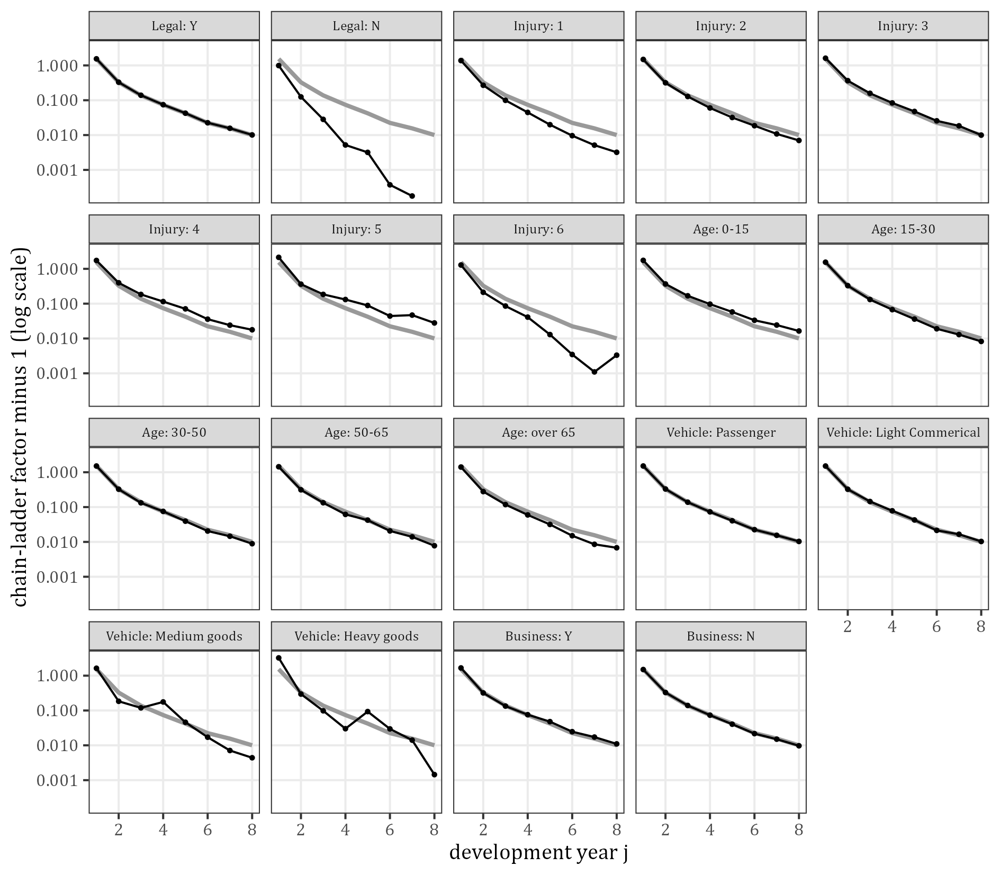 Legal: Y
Legal: N
Injury: 1
Injury: 2
Injury: 3
1.000
0.100
0.010
0.001
Injury: 4
Injury: 5
Injury: 6
Age: 0-15
Age: 15-30
1.000
0.100
0.010
0.001
Age: 30-50
Age: 50-65
Age: over 65
Vehicle: Passenger
Vehicle: Light Commerical
1.000
0.100
0.010
0.001
2 4 6 8
Vehicle: Medium goods
Vehicle: Heavy goods
Business: Y
Business: N
1.000
0.100
0.010
0.001
2 4 6 8
2 4 6 8
2 4 6 8
2 4 6 8
development year j
chain-ladder factor minus 1 (log scale)